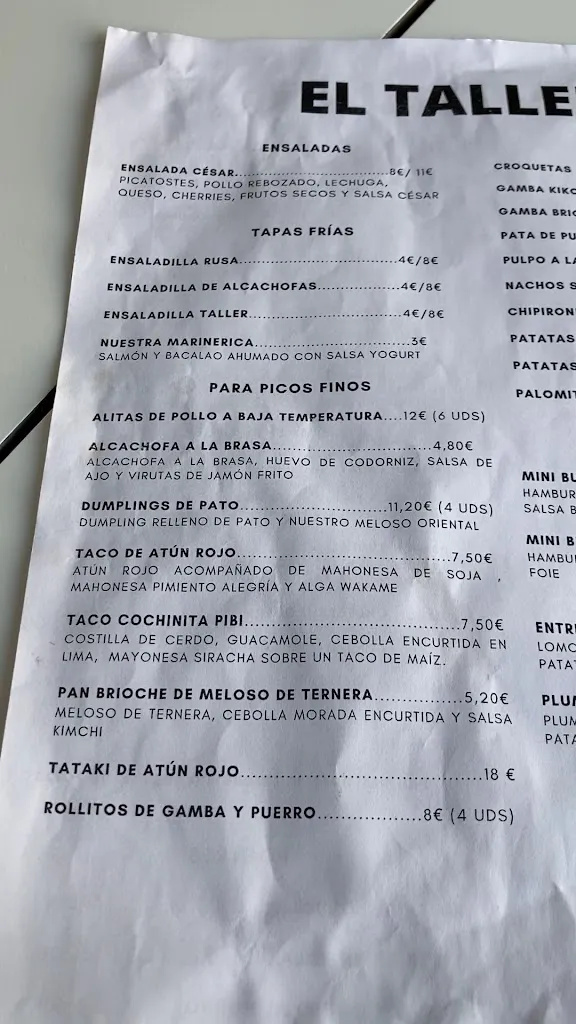 EL TALLE
ENSALADAS
ENSALADA CÉSAR..................................8€/ 11€
PICATOSTES, POLLO REBOZADO, LECHUGA,
QUESO, CHERRIES, FRUTOS SECOS Y SALSA CÉSAR
TAPAS FRÍAS
ENSALADILLA RUSA...................................4€/8€
ENSALADILLA DE ALCACHOFAS..................4€/8€
ENSALADILLA TALLER.................................4€/8€
NUESTRA MARINERICA..................................3€
SALMÓN Y BACALAO AHUMADO CON SALSA YOGURT
PARA PICOS FINOS
ALITAS DE POLLO A BAJA TEMPERATURA....12€ (6 UDS)
ALCACHOFA A LA BRASA.................................4,80€
ALCACHOFA A LA BRASA, HUEVO DE CODORNIZ, SALSA DE
AJO Y VIRUTAS DE JAMÓN FRITO
DUMPLINGS DE PATO..............................11,20€ (4 UDS)
DUMPLING RELLENO DE PATO Y NUESTRO MELOSO ORIENTAL
TACO DE ATÚN ROJO............................................7,50€
ATÚN ROJO ACOMPAÑADO DE MAHONESA DE SOJA ,
MAHONESA PIMIENTO ALEGRÍA Y ALGA WAKAME
TACO COCHINITA PIBI............................................7,50€
COSTILLA DE CERDO, GUACAMOLE, CEBOLLA ENCURTIDA EN
LIMA, MAYONESA SIRACHA SOBRE UN TACO DE MAÍZ.
PAN BRIOCHE DE MELOSO DE TERNERA..................5,20€
MELOSO DE TERNERA, CEBOLLA MORADA ENCURTIDA Y SALSA
KIMCHI
TATAKI DE ATÚN ROJO.............................................18 €
ROLLITOS DE GAMBA Y PUERRO...................8€ (4 UDS)
CROQUETAS
GAMBA KIKO
GAMBA BRIO
PATA DE PU
PULPO A LA
NACHOS S
CHIPIRON
PATATAS
PATATAS
PALOMIT
MINI BU
HAMBUR
SALSA B
MINI B
HAMBU
FOIE
ENTRE
LOMO
PATAT
PLUM
PLUM
PATA